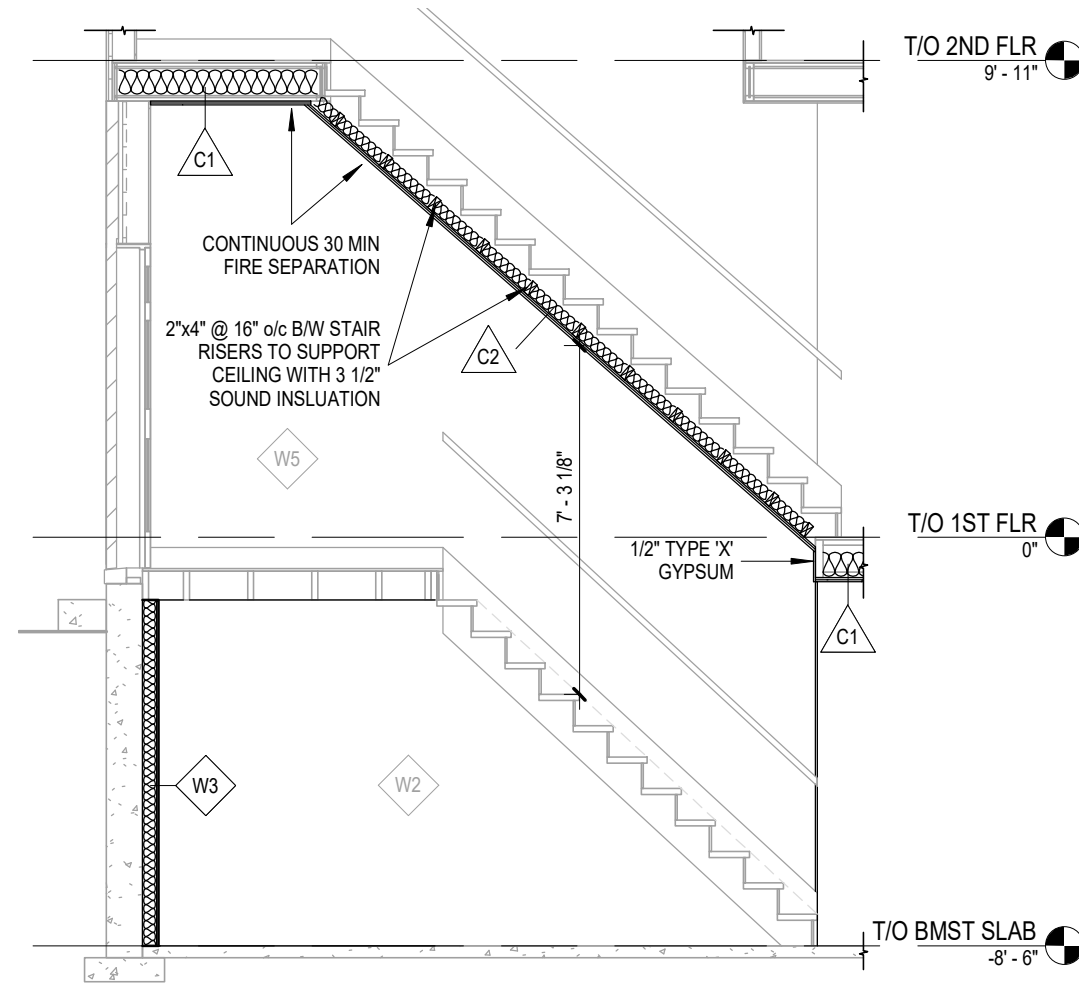 T/O 2ND FLR
9' - 11"
C1
CONTINUOUS 30 MIN
FIRE SEPARATION
2"x4" @ 16" o/c B/W STAIR
RISERS TO SUPPORT
CEILING WITH 3 1/2"
SOUND INSLUATION
C2
W5
7' - 3 1/8"
T/O 1ST FLR
0"
1/2" TYPE 'X'
GYPSUM
C1
W3
W2
T/O BMST SLAB
-8' - 6"